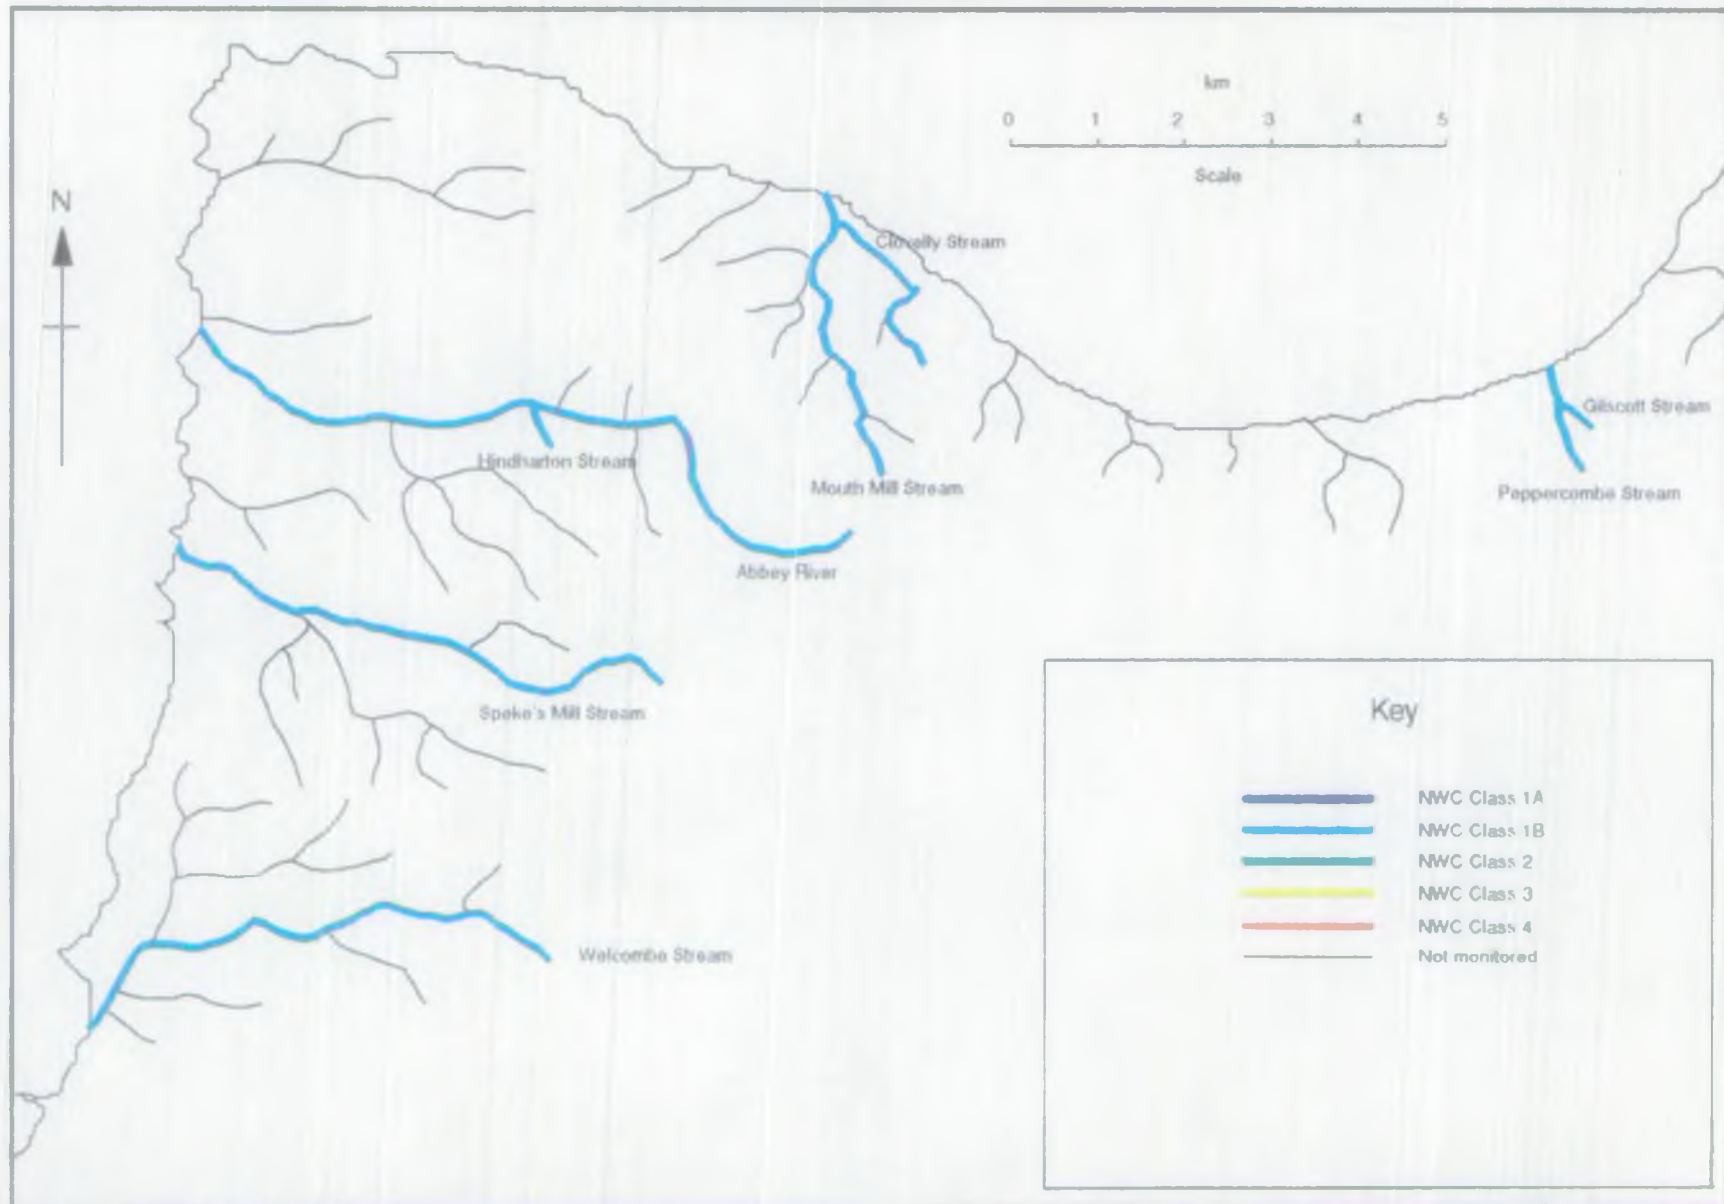 km
0 1 2 3 4 5
Scale
N
Clovelly Stream
Gilscott Stream
Hindharton Stream
Mouth Mill Stream
Peppercombe Stream
Abbey River
Speke's Mill Stream
Welcombe Stream
Key
NWC Class 1A
NWC Class 1B
NWC Class 2
NWC Class 3
NWC Class 4
Not monitored